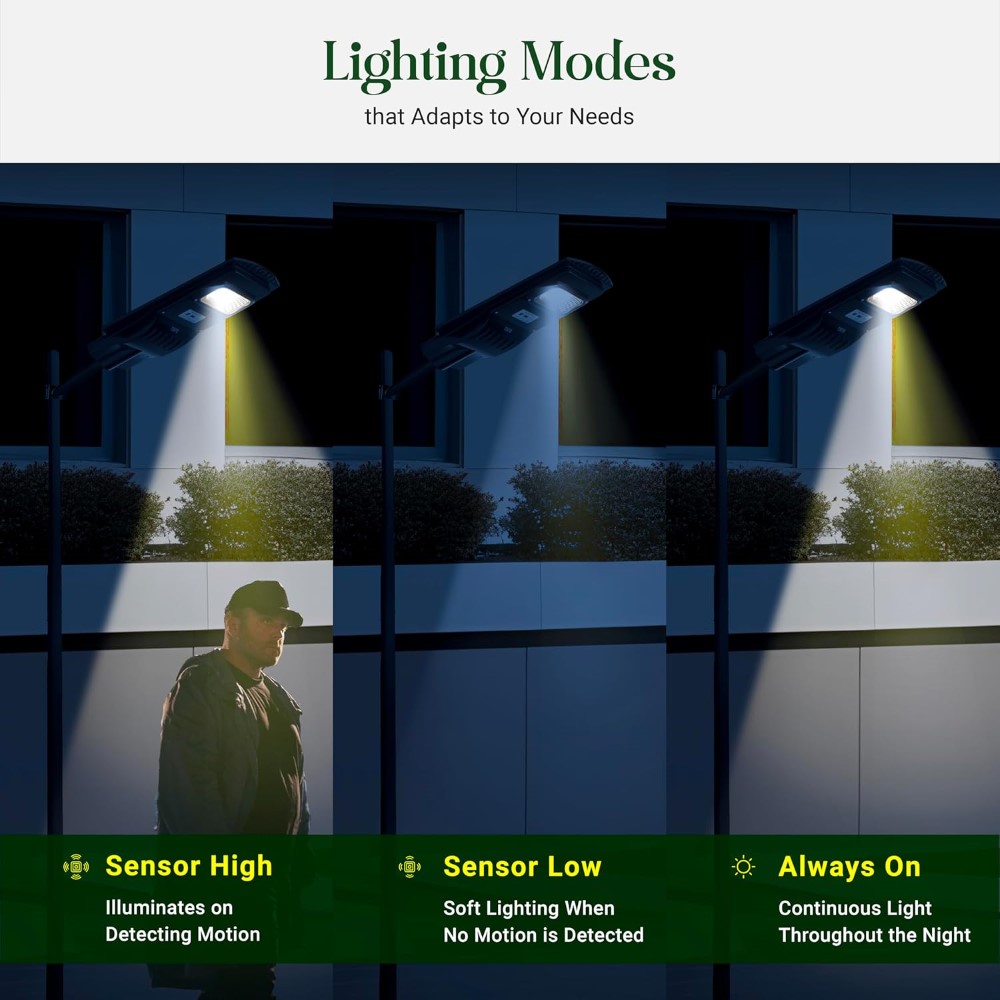 Lighting Modes
that Adapts to Your Needs
Sensor High
Illuminates on
Detecting Motion
Sensor Low
Soft Lighting When
No Motion is Detected
Always On
Continuous Light
Throughout the Night